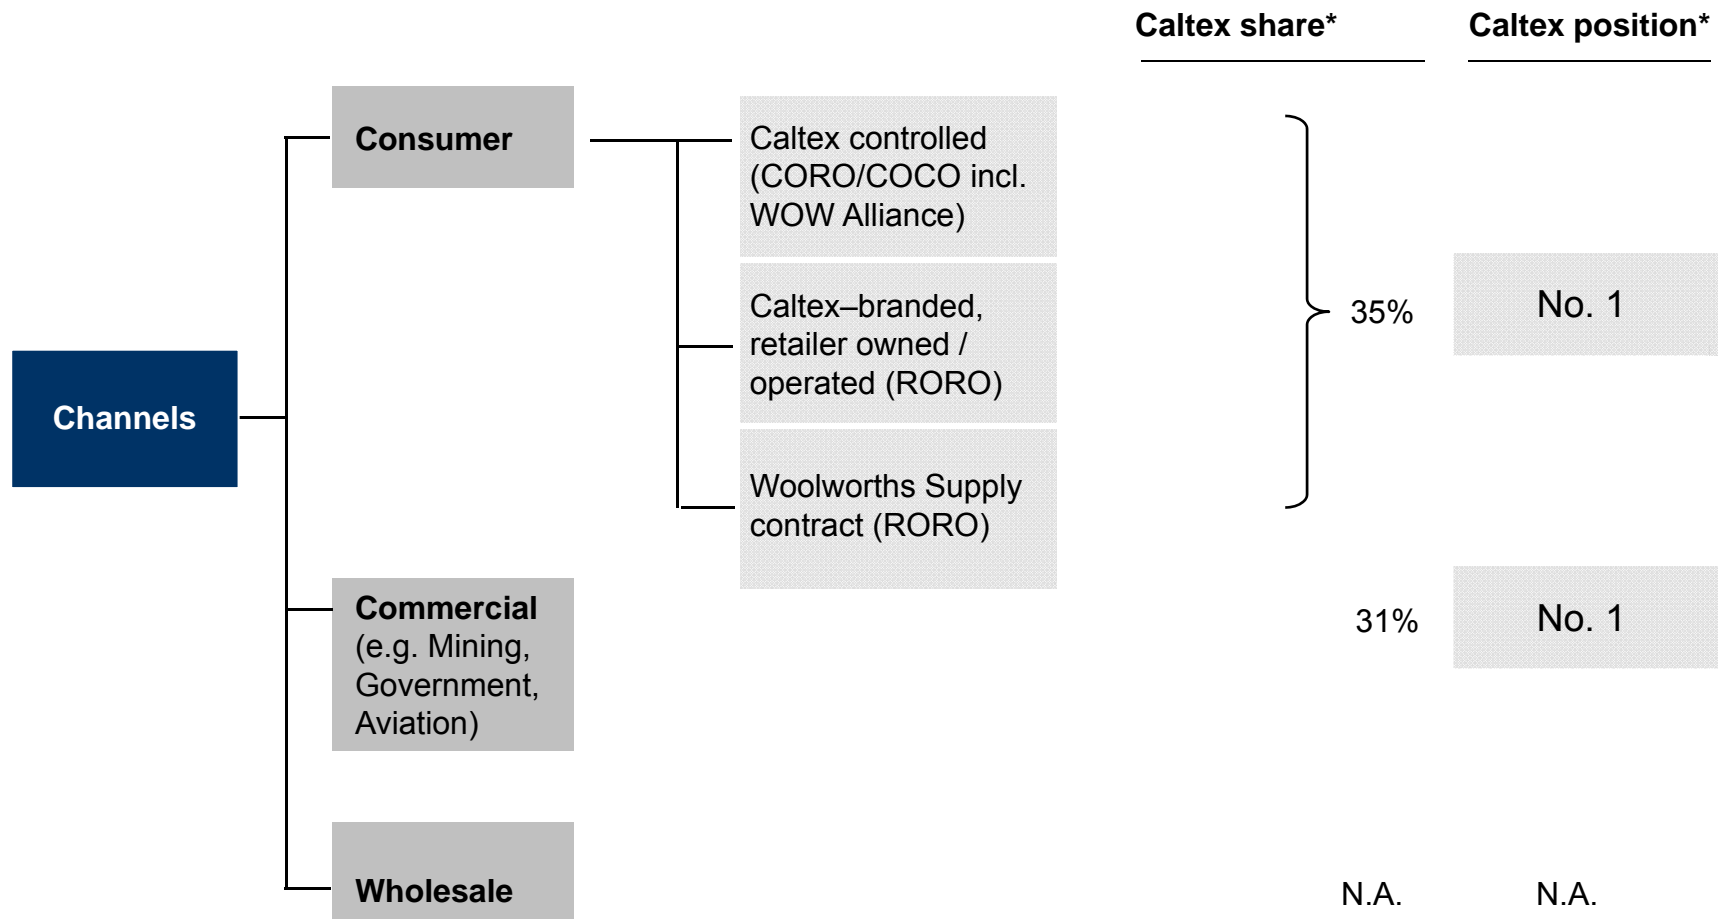 Caltex share*
Caltex position*
Consumer
Caltex controlled
(CORO/COCO incl.
WOW Alliance)
Caltex–branded,
retailer owned /
operated (RORO)
35%
No. 1
Channels
Woolworths Supply
contract (RORO)
Commercial
(e.g. Mining,
Government,
Aviation)
31%
No. 1
Wholesale
N.A.
N.A.